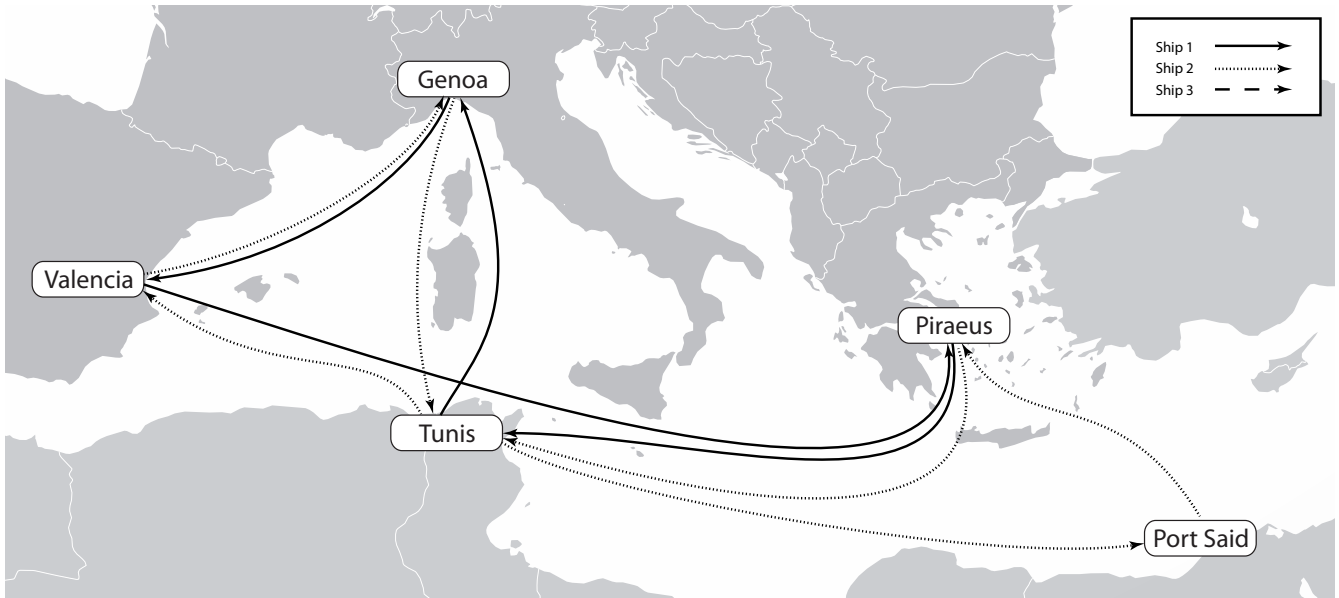 Genoa
Ship 1
Ship 2
Ship 3
Valencia
Piraeus
Tunis
Port Said